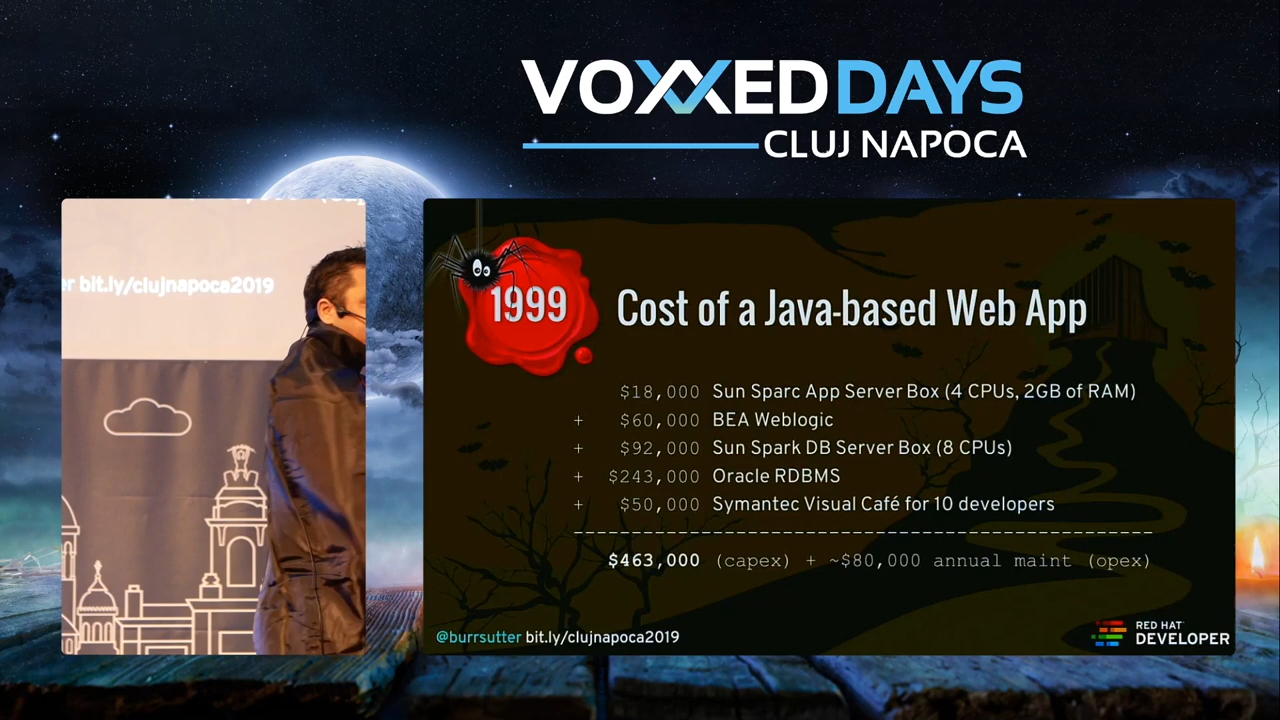 VOXXED DAYS
CLUJ NAPOCA
er bit.ly/clujnapoca2019
1999
Cost of a Java-based Web App
$18,000 Sun Sparc App Server Box (4 CPUs, 2GB of RAM)
+ $60,000 BEA Weblogic
+ $92,000 Sun Spark DB Server Box (8 CPUs)
+ $243,000 Oracle RDBMS
+ $50,000 Symantec Visual Café for 10 developers
$463,000 (capex) + ~$80,000 annual maint (opex)
@burrsutter bit.ly/clujnapoca2019
RED HAT
DEVELOPER